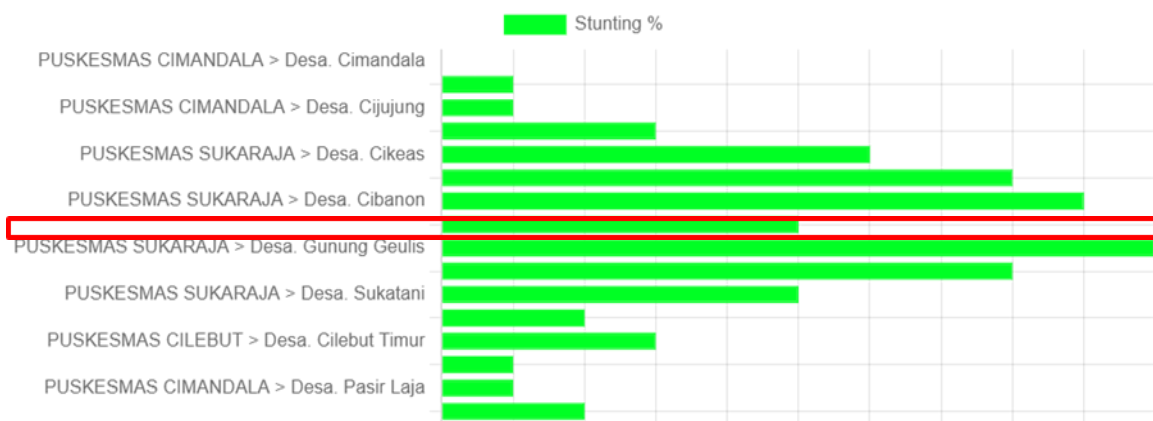 Stunting %
PUSKESMAS CIMANDALA > Desa. Cimandala
PUSKESMAS CIMANDALA > Desa. Cijujung
PUSKESMAS SUKARAJA > Desa. Cikeas
PUSKESMAS SUKARAJA > Desa. Cibanon
PUSKESMAS SUKARAJA > Desa. Gunung Geulis
PUSKESMAS SUKARAJA > Desa. Sukatani
PUSKESMAS CILEBUT > Desa. Cilebut Timur
PUSKESMAS CIMANDALA > Desa. Pasir Laja